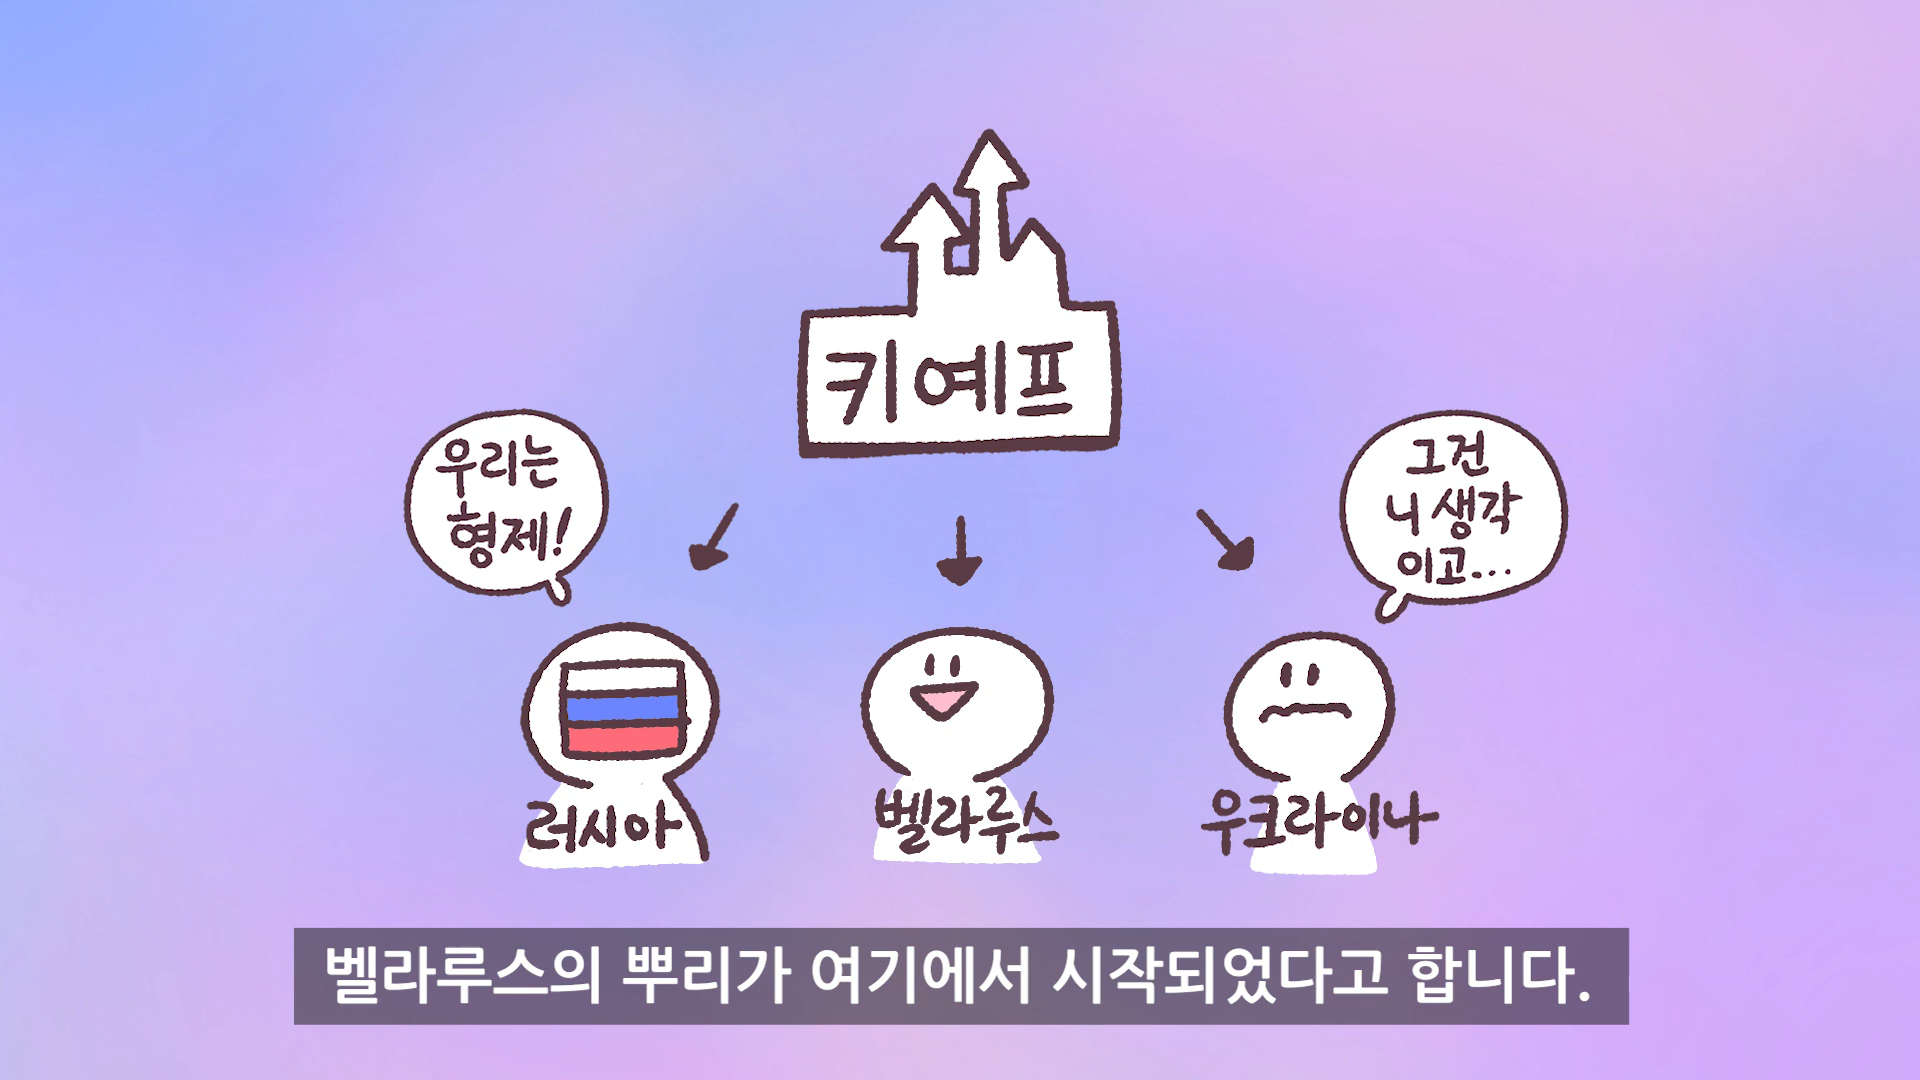 키예프
우리는
형제!
그건
니 생각
이고...
러시아
벨라루스
우크라이나
벨라루스의 뿌리가 여기에서 시작되었다고 합니다.